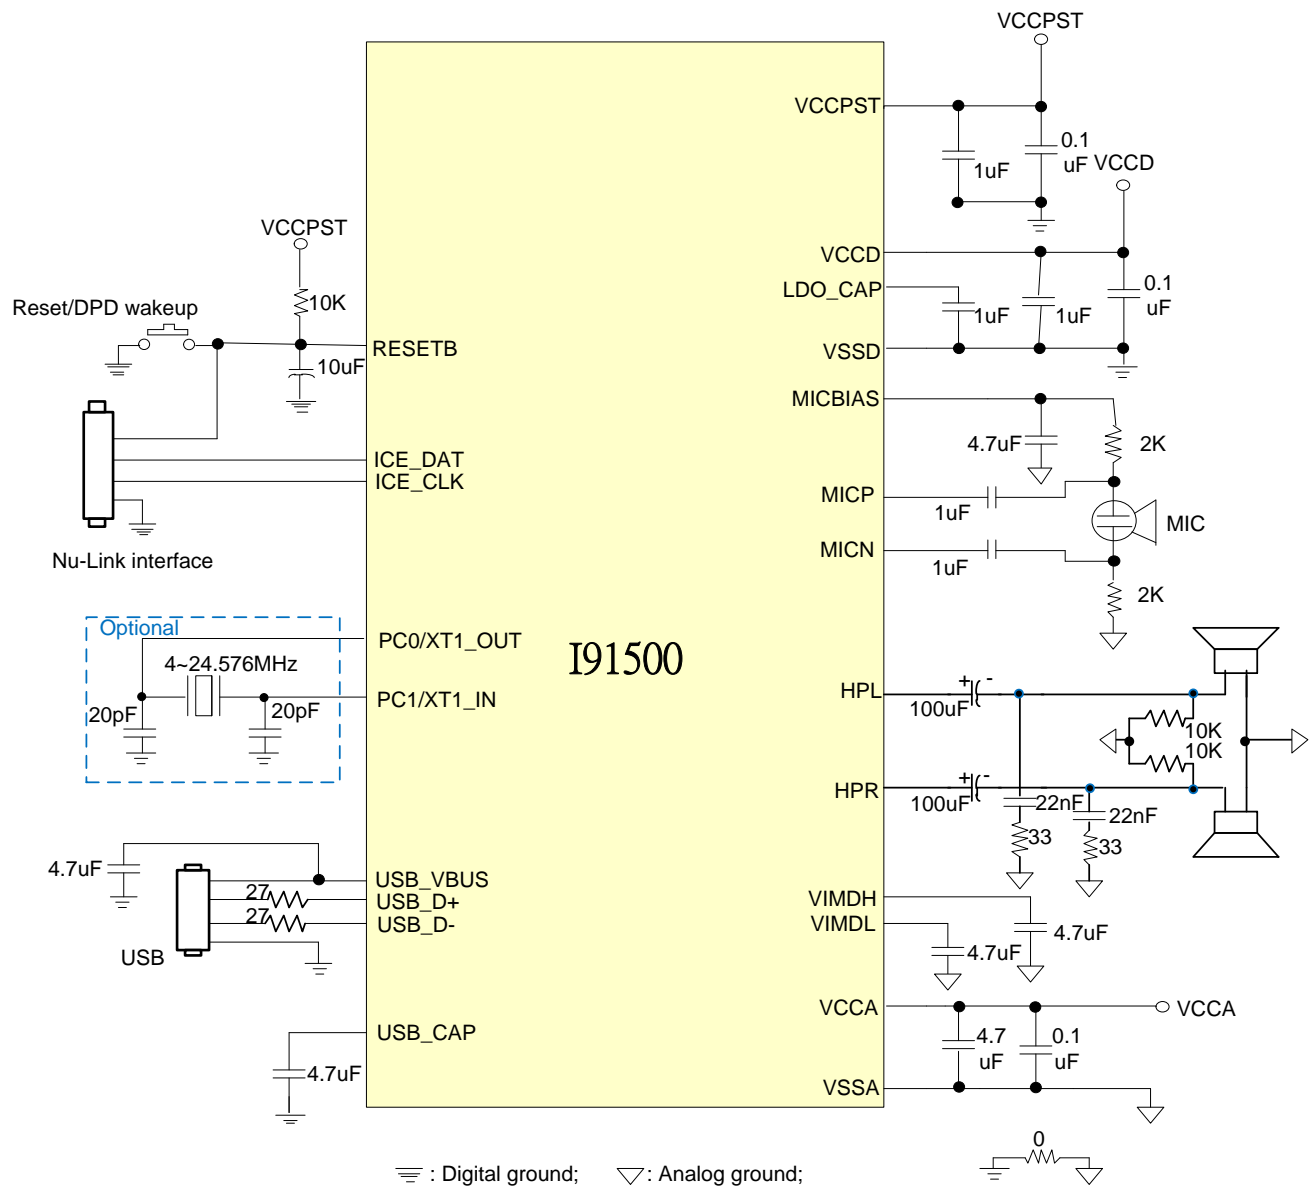 VCCPST
VCCPST
0.1
uF
1uF
VCCD
VCCPST
VCCD
10K
LDO_CAP
0.1
uF
Reset/DPD wakeup
1uF
1uF
RESETB
VSSD
10uF
MICBIAS
4.7uF
2K
ICE_DAT
ICE_CLK
MICP
1uF
MIC
MICN
1uF
Nu-Link interface
2K
Optional
PC0/XT1_OUT
I91500
4~24.576MHz
HPL
+
-
100uF
PC1/XT1_IN
20pF
20pF
10K
10K
HPR
+
-
100uF
22nF
22nF
33
33
4.7uF
USB_VBUS
27
USB_D+
27
USB_D-
USB
VIMDH
VIMDL
4.7uF
4.7uF
VCCA
VCCA
USB_CAP
4.7
uF
0.1
uF
4.7uF
VSSA
0
: Digital ground;
: Analog ground;